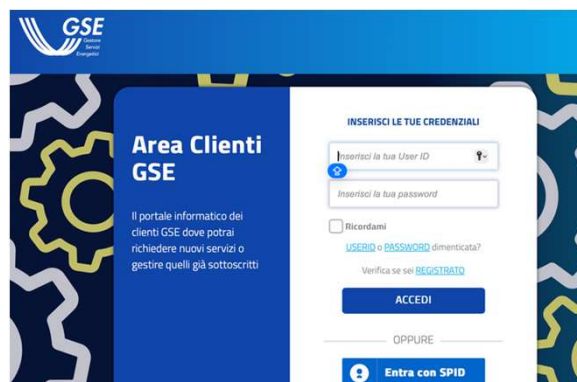 GSE
Gestore
Servizi
Energetici
Area Clienti
GSE
Il portale informatico dei
clienti GSE dove potrai
richiedere nuovi servizi o
gestire quelli già sottoscritti
INSERISCI LE TUE CREDENZIALI
Inserisci la tua User ID
Inserisci la tua password
Ricordami
USERID o PASSWORD dimenticata?
Verifica se sei REGISTRATO
ACCEDI
OPPURE
Entra con SPID